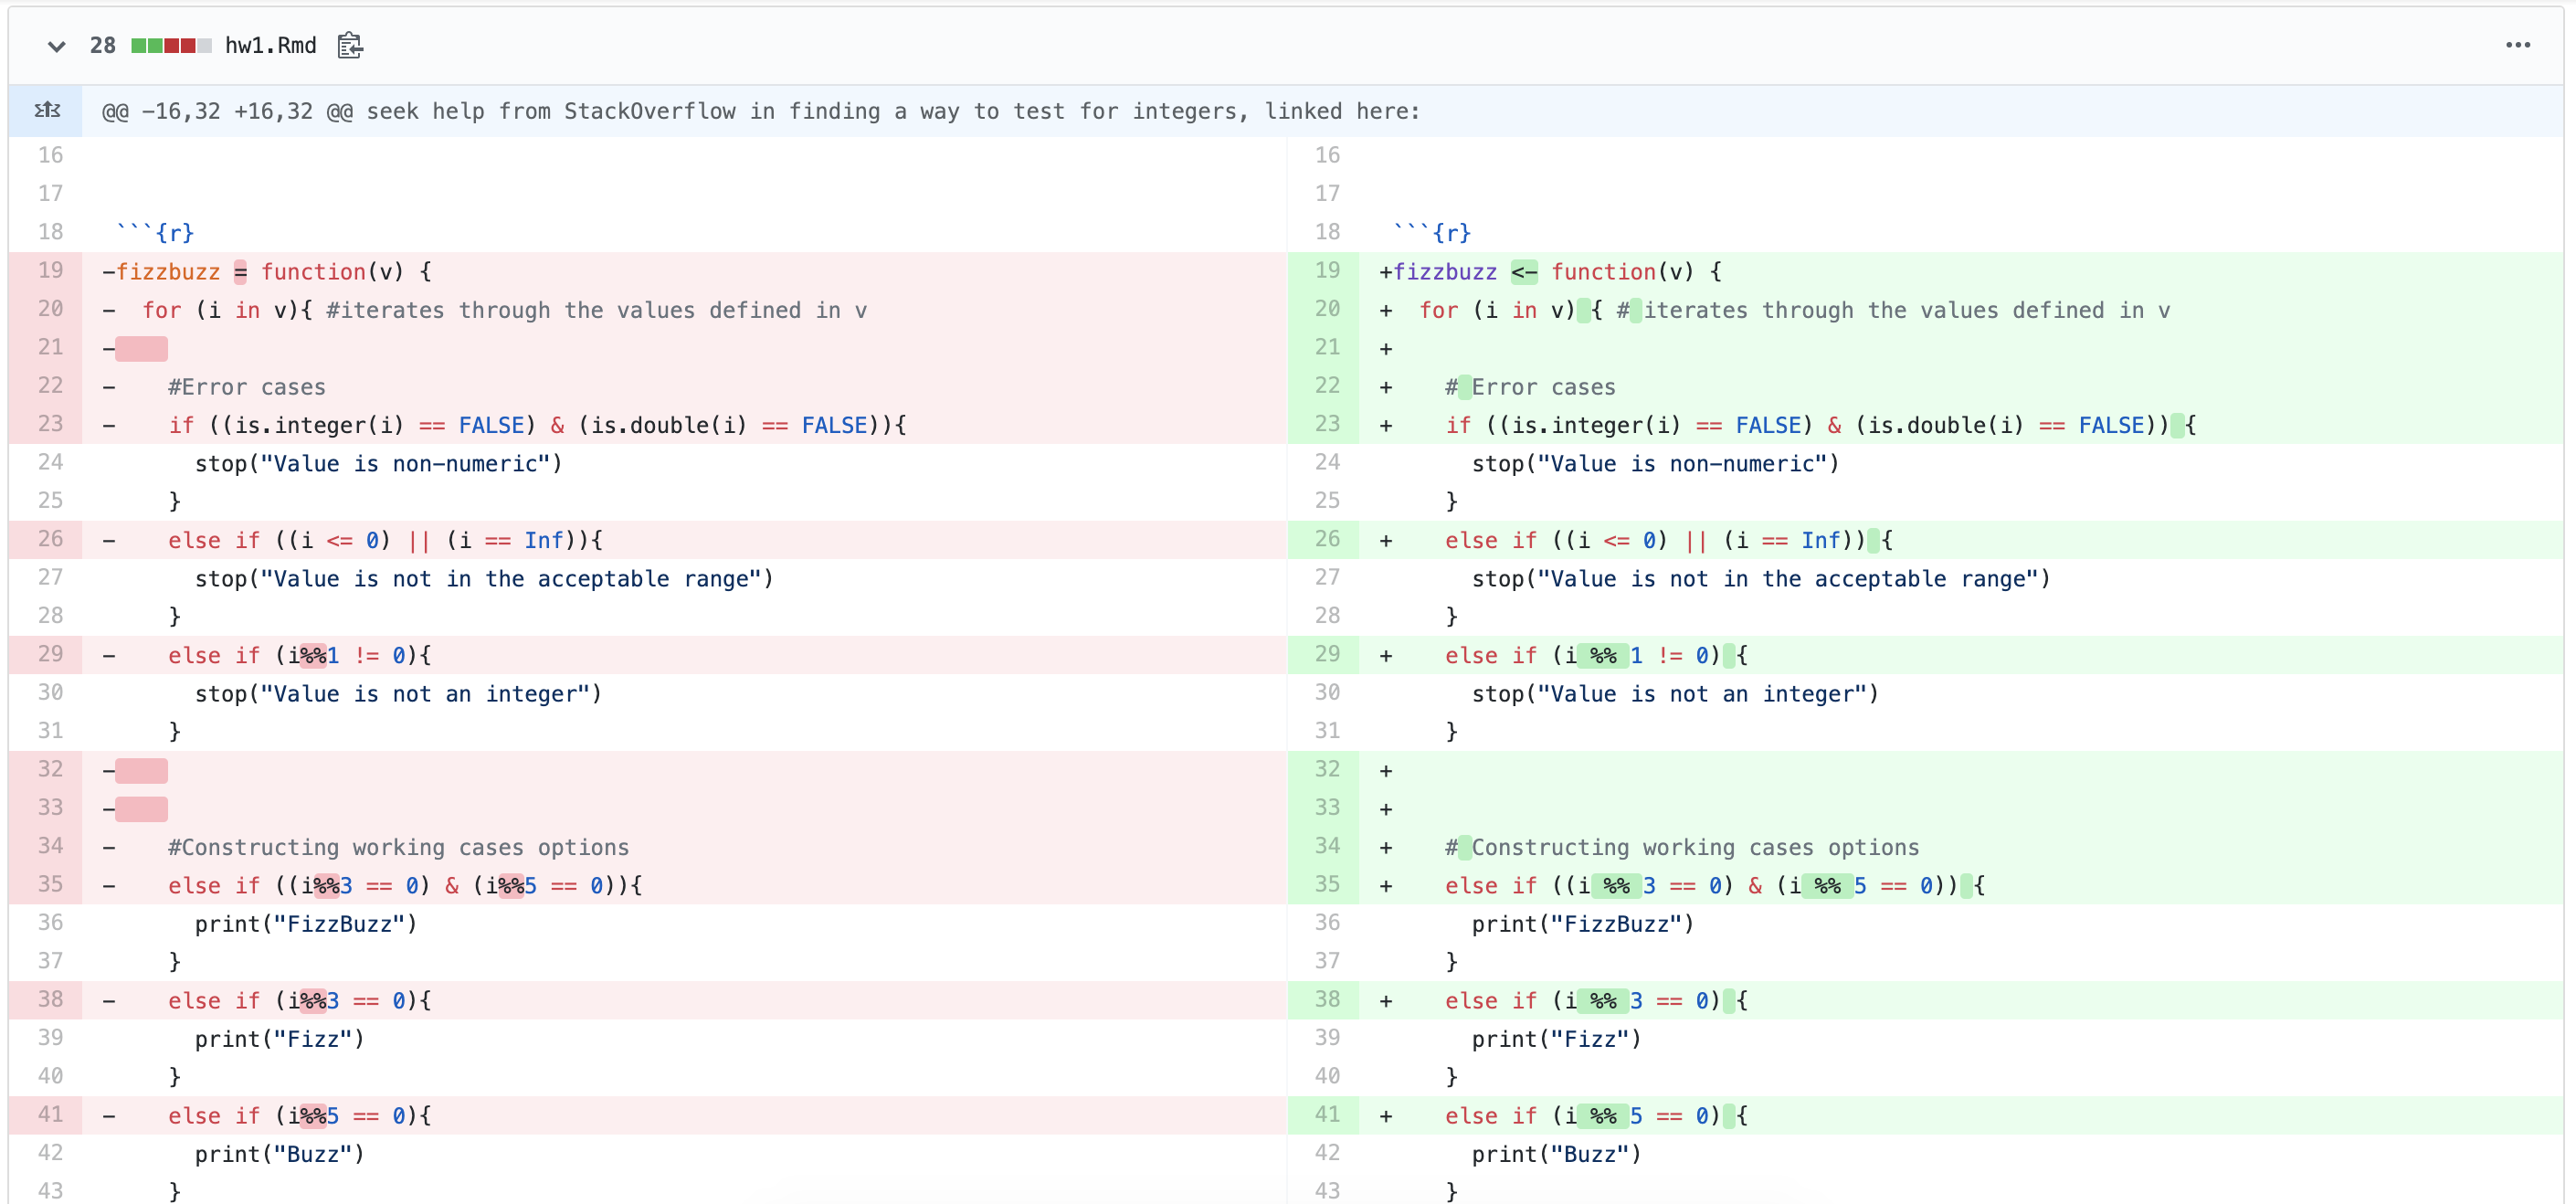 28 hw1.Rmd
@@ -16,32 +16,32 @@ seek help from StackOverflow in finding a way to test for integers, linked here:
16
17
18 ```{r}
19 -fizzbuzz = function(v) {
20 -  for (i in v){ #iterates through the values defined in v
21 -
22 -    #Error cases
23 -    if ((is.integer(i) == FALSE) & (is.double(i) == FALSE)){
24       stop("Value is non-numeric")
25     }
26 -    else if ((i <= 0) || (i == Inf)){
27       stop("Value is not in the acceptable range")
28     }
29 -    else if (i%%1 != 0){
30       stop("Value is not an integer")
31     }
32 -
33 -
34 -    #Constructing working cases options
35 -    else if ((i%%3 == 0) & (i%%5 == 0)){
36       print("FizzBuzz")
37     }
38 -    else if (i%%3 == 0){
39       print("Fizz")
40     }
41 -    else if (i%%5 == 0){
42       print("Buzz")
43     }
16
17
18 ```{r}
19 +fizzbuzz <- function(v) {
20 +  for (i in v) { # iterates through the values defined in v
21 +
22 +    # Error cases
23 +    if ((is.integer(i) == FALSE) & (is.double(i) == FALSE)) {
24       stop("Value is non-numeric")
25     }
26 +    else if ((i <= 0) || (i == Inf)) {
27       stop("Value is not in the acceptable range")
28     }
29 +    else if (i %% 1 != 0) {
30       stop("Value is not an integer")
31     }
32 +
33 +
34 +    # Constructing working cases options
35 +    else if ((i %% 3 == 0) & (i %% 5 == 0)) {
36       print("FizzBuzz")
37     }
38 +    else if (i %% 3 == 0) {
39       print("Fizz")
40     }
41 +    else if (i %% 5 == 0) {
42       print("Buzz")
43     }